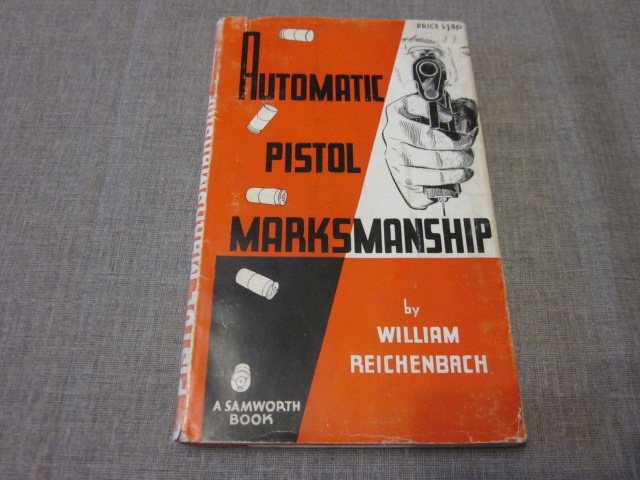 PRICE $1.50
AUTOMATIC
PISTOL
MARKSMANSHIP
by
WILLIAM
REICHENBACH
A SAMWORTH
BOOK